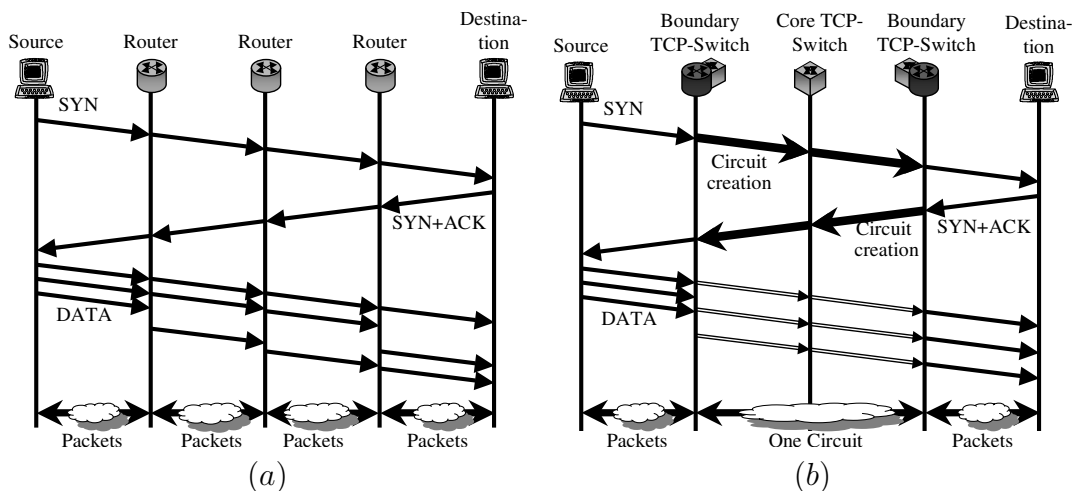 Destina-
tion
Source
Router
Router
Router
SYN
SYN+ACK
DATA
Packets
Packets
Packets
Packets
(a)
Boundary
TCP-Switch
Core TCP-
Switch
Boundary
TCP-Switch
Destina-
tion
Source
SYN
Circuit
creation
Circuit
creation
SYN+ACK
DATA
Packets
One Circuit
Packets
(b)